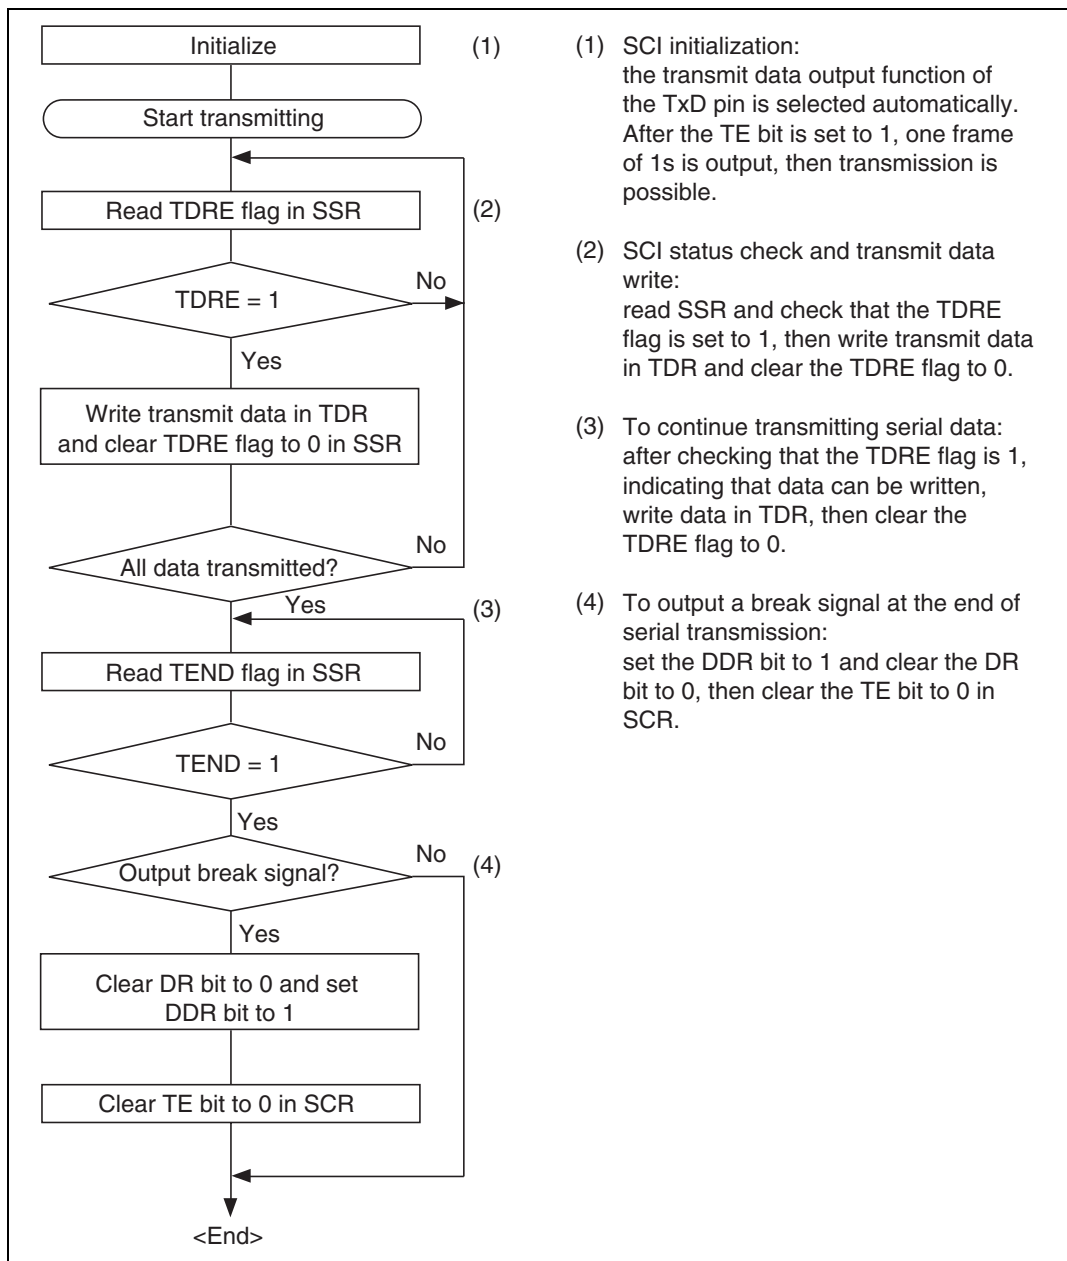 Initialize
(1)
Start transmitting
Read TDRE flag in SSR
(2)
TDRE = 1
No
Yes
Write transmit data in TDR
and clear TDRE flag to 0 in SSR
All data transmitted?
No
Yes
(3)
Read TEND flag in SSR
TEND = 1
No
Yes
Output break signal?
No
(4)
Yes
Clear DR bit to 0 and set
DDR bit to 1
Clear TE bit to 0 in SCR
<End>
(1) SCI initialization:
the transmit data output function of
the TxD pin is selected automatically.
After the TE bit is set to 1, one frame
of 1s is output, then transmission is
possible.
(2) SCI status check and transmit data
write:
read SSR and check that the TDRE
flag is set to 1, then write transmit data
in TDR and clear the TDRE flag to 0.
(3) To continue transmitting serial data:
after checking that the TDRE flag is 1,
indicating that data can be written,
write data in TDR, then clear the
TDRE flag to 0.
(4) To output a break signal at the end of
serial transmission:
set the DDR bit to 1 and clear the DR
bit to 0, then clear the TE bit to 0 in
SCR.